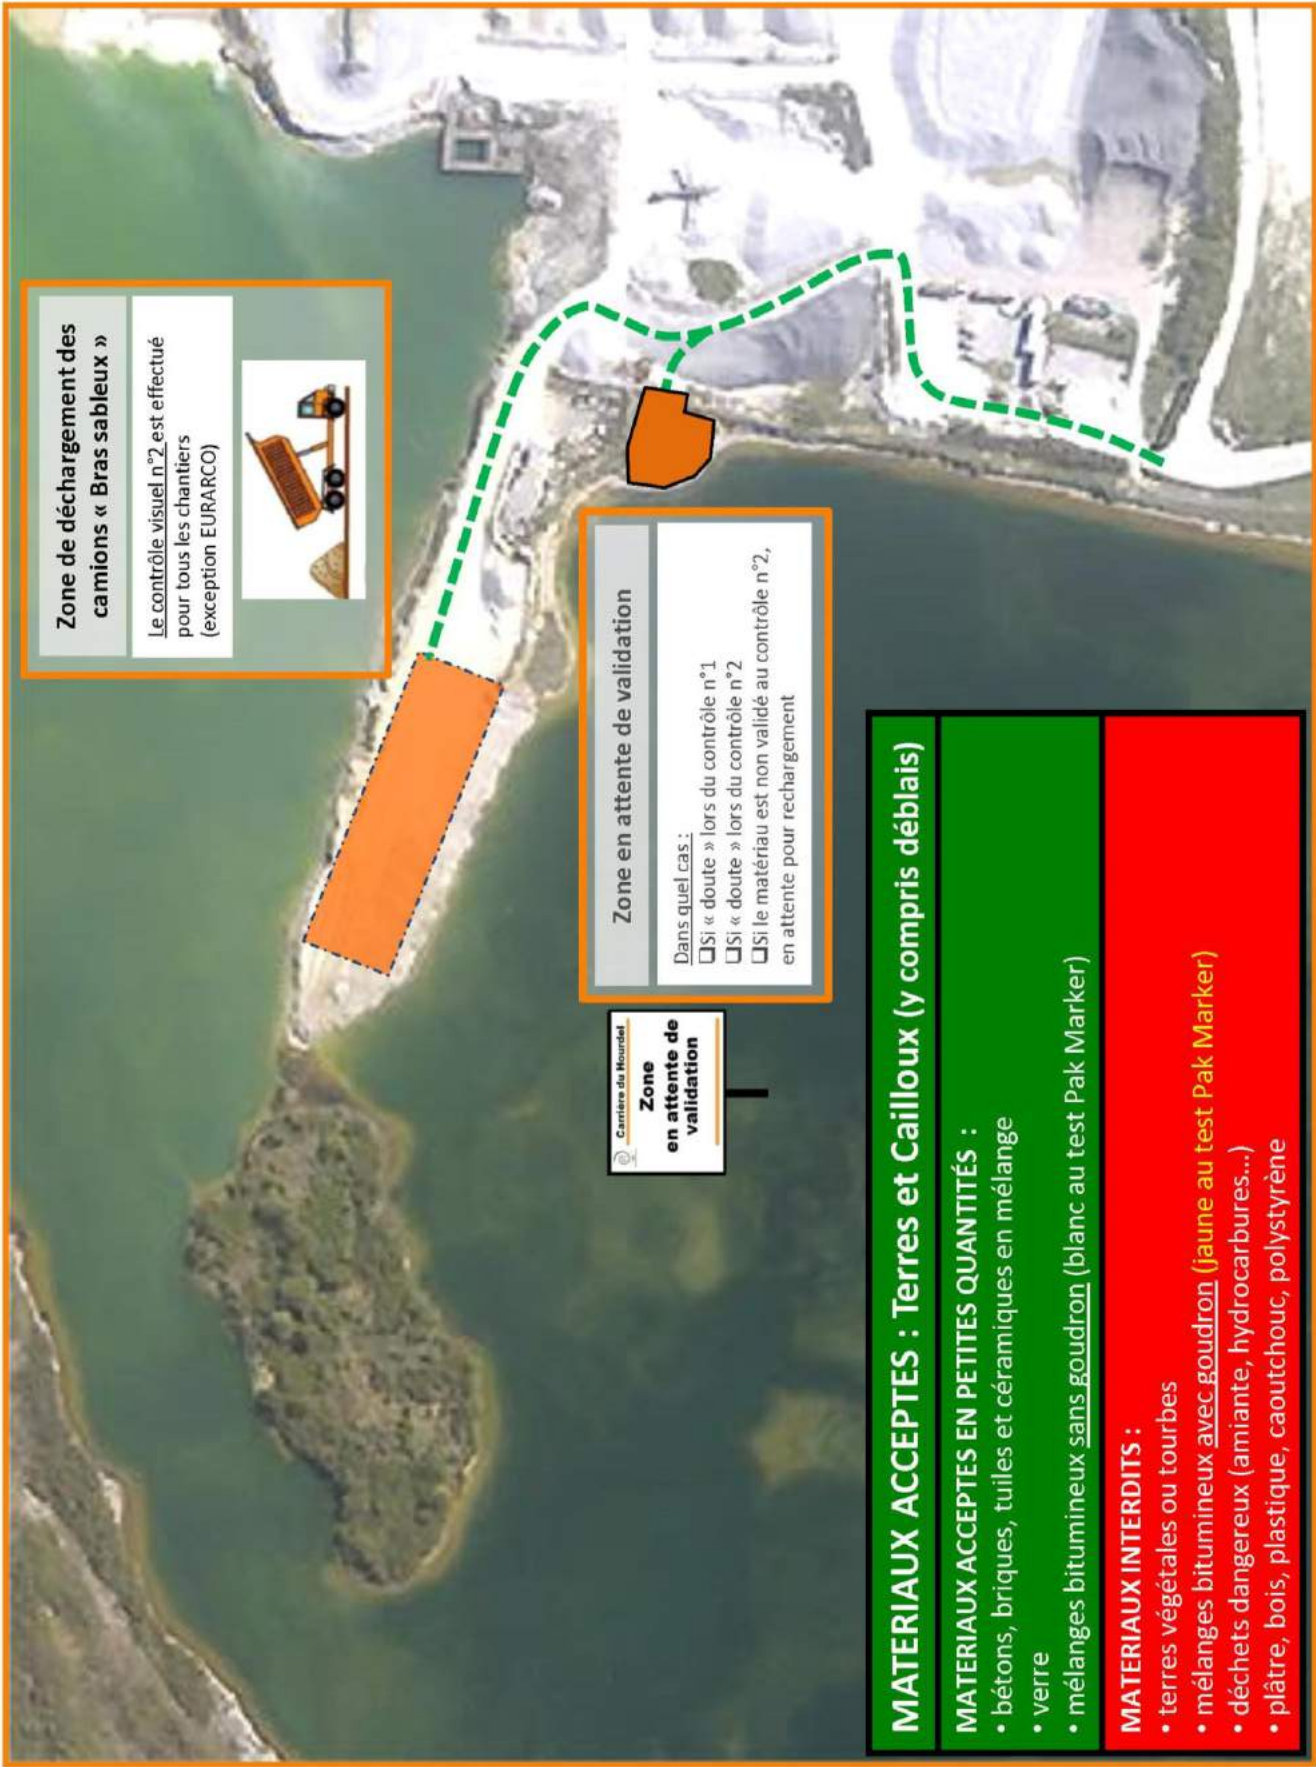 Zone de déchargement des
camions « Bras sableux »
Le contrôle visuel n°2 est effectué
pour tous les chantiers
(exception EURARCO)
Zone en attente de validation
Dans quel cas :
❑Si « doute » lors du contrôle n°1
❑Si « doute » lors du contrôle n°2
❑Si le matériau est non validé au contrôle n°2,
en attente pour rechargement
Carrière du Hourdel
Zone
en attente de
validation
MATERIAUX ACCEPTES : Terres et Cailloux (y compris déblais)
MATERIAUX ACCEPTES EN PETITES QUANTITÉS :
• bétons, briques, tuiles et céramiques en mélange
• verre
• mélanges bitumineux sans goudron (blanc au test Pak Marker)
MATERIAUX INTERDITS :
• terres végétales ou tourbes
• mélanges bitumineux avec goudron (jaune au test Pak Marker)
• déchets dangereux (amiante, hydrocarbures...)
• plâtre, bois, plastique, caoutchouc, polystyrène